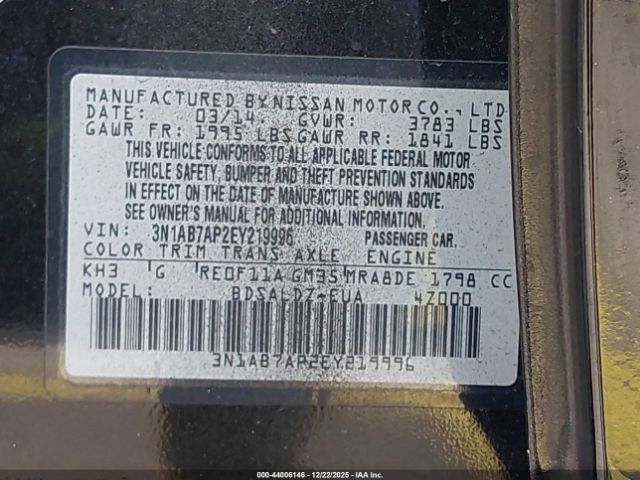 MANUFACTURED BY NISSAN MOTOR CO., LTD
DATE: 03/14 GVWR: 3783 LBS
GAWR FR: 1995 LBS GAWR RR: 1841 LBS
THIS VEHICLE CONFORMS TO ALL APPLICABLE FEDERAL MOTOR
VEHICLE SAFETY, BUMPER AND THEFT PREVENTION STANDARDS
IN EFFECT ON THE DATE OF MANUFACTURE SHOWN ABOVE.
SEE OWNER'S MANUAL FOR ADDITIONAL INFORMATION.
VIN: 3N1AB7AP2EY219996 PASSENGER CAR.
COLOR TRIM TRANS AXLE ENGINE
KH3 G RE0F11A GM35 MRA8DE 1798 CC
MODEL: BDSALDZ-EUA 4Z000
3N1AB7AP2EY219996
000-44006146 - 12/22/2025 - IAA Inc.